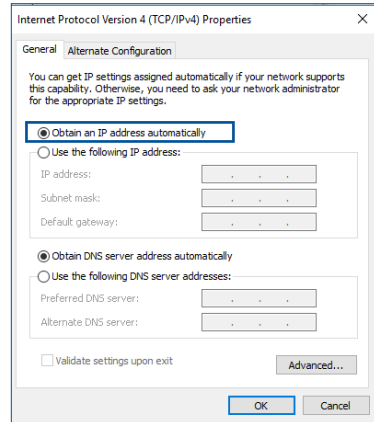 Internet Protocol Version 4 (TCP/IPv4) Properties
General Alternate Configuration
You can get IP settings assigned automatically if your network supports
this capability. Otherwise, you need to ask your network administrator
for the appropriate IP settings.
Obtain an IP address automatically
Use the following IP address:
IP address:
Subnet mask:
Default gateway:
Obtain DNS server address automatically
Use the following DNS server addresses:
Preferred DNS server:
Alternate DNS server:
Validate settings upon exit
Advanced...
OK Cancel